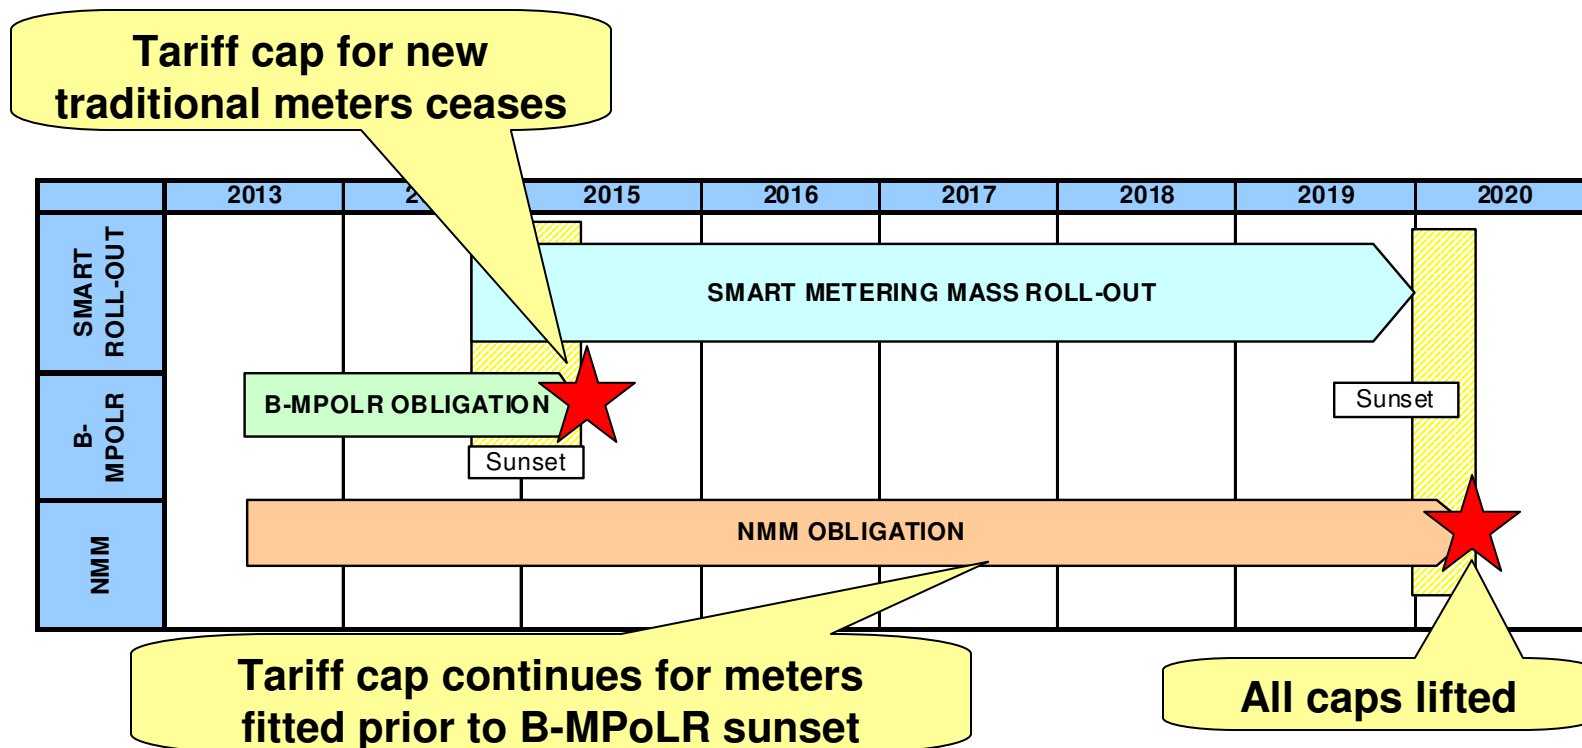 Tariff cap for new
traditional meters ceases
2013 2 2015 2016 2017 2018 2019 2020
SMART
ROLL-OUT
SMART METERING MASS ROLL-OUT
B-
MPOLR
B-MPOLR OBLIGATION
Sunset
Sunset
NMM
NMM OBLIGATION
Tariff cap continues for meters
fitted prior to B-MPoLR sunset
All caps lifted